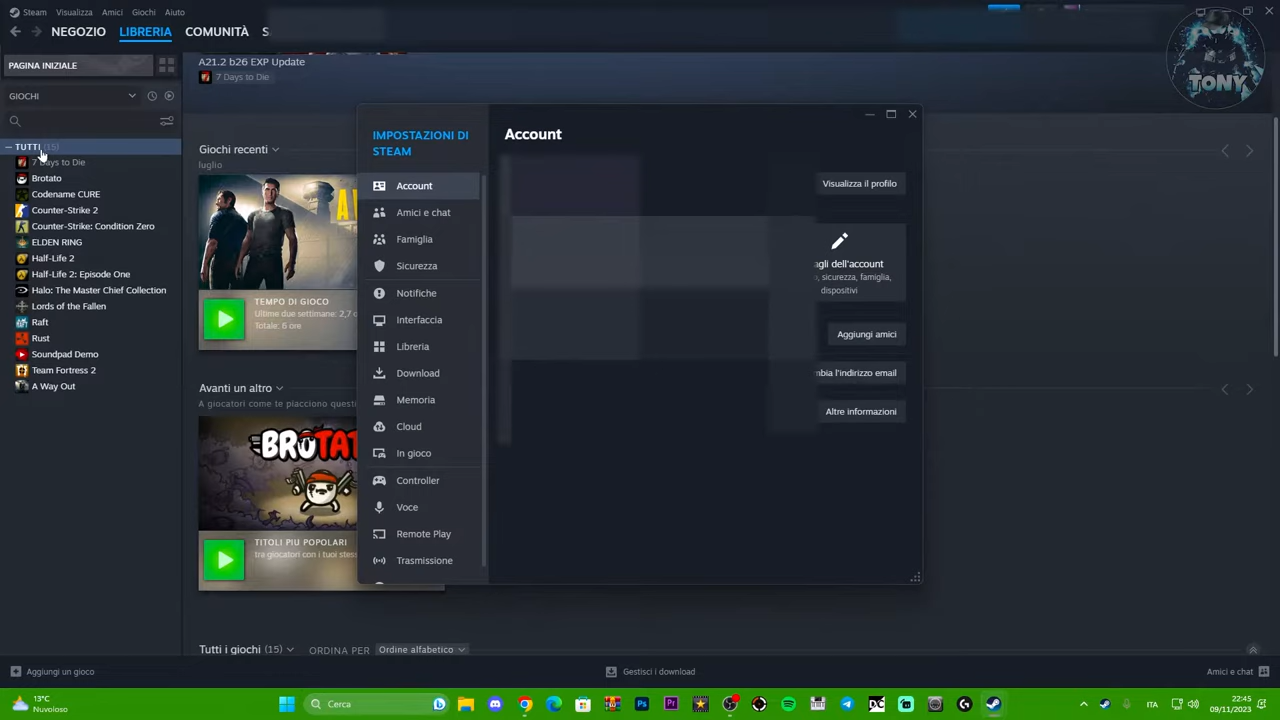 Steam Visualizza Amici Giochi Aiuto
NEGOZIO LIBRERIA COMUNITÀ S
PAGINA INIZIALE
GIOCHI
TUTTI (15)
7 Days to Die
Brotato
Codename CURE
Counter-Strike 2
Counter-Strike: Condition Zero
ELDEN RING
Half-Life 2
Half-Life 2: Episode One
Halo: The Master Chief Collection
Lords of the Fallen
Raft
Rust
Soundpad Demo
Team Fortress 2
A Way Out
A21.2 b26 EXP Update
7 Days to Die
Giochi recenti
luglio
TEMPO DI GIOCO
Ultime due settimane: 2,7 o
Totale: 6 ore
Avanti un altro
A giocatori come te piacciono questi
BROTAT
TITOLI PIÙ POPOLARI
tra giocatori con i tuoi stess
Tutti i giochi (15) ORDINA PER Ordine alfabetico
IMPOSTAZIONI DI
STEAM
Account
Amici e chat
Famiglia
Sicurezza
Notifiche
Interfaccia
Libreria
Download
Memoria
Cloud
In gioco
Controller
Voce
Remote Play
Trasmissione
Account
Visualizza il profilo
agli dell'account
o, sicurezza, famiglia,
dispositivi
Aggiungi amici
mbia l'indirizzo email
Altre informazioni
TONY
Aggiungi un gioco Gestisci i download Amici e chat
13°C
Nuvoloso
Cerca
ITA
22:45
09/11/2023